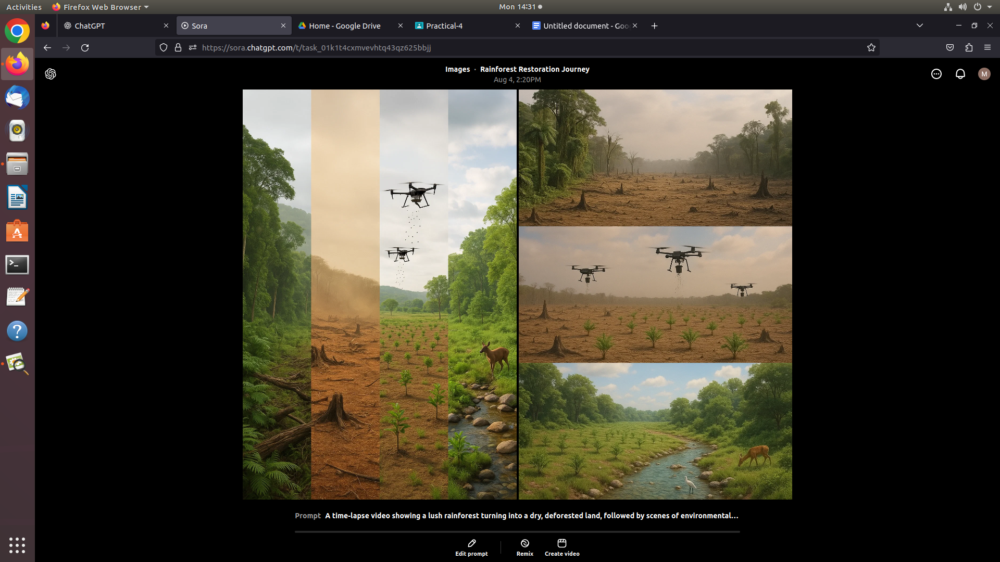 Activities
Firefox Web Browser
Mon 14:31
ChatGPT
Sora
Home - Google Drive
Practical-4
Untitled document - Goo
https://sora.chatgpt.com/t/task_01k1t4cxmvevhtq43qz625bbjj
Images · Rainforest Restoration Journey
Aug 4, 2:20PM
M
Prompt A time-lapse video showing a lush rainforest turning into a dry, deforested land, followed by scenes of environmental...
Edit prompt
Remix
Create video